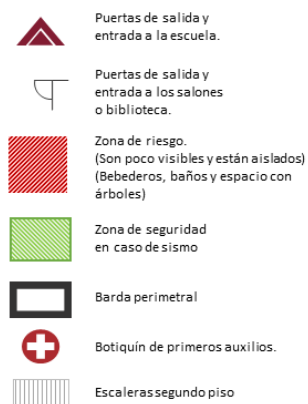 Puertas de salida y
entrada a la escuela.
Puertas de salida y
entrada a los salones
o biblioteca.
Zona de riesgo.
(Son poco visibles y están aislados)
(Bebederos, baños y espacio con
árboles)
Zona de seguridad
en caso de sismo
Barda perimetral
Botiquín de primeros auxilios.
Escaleras segundo piso